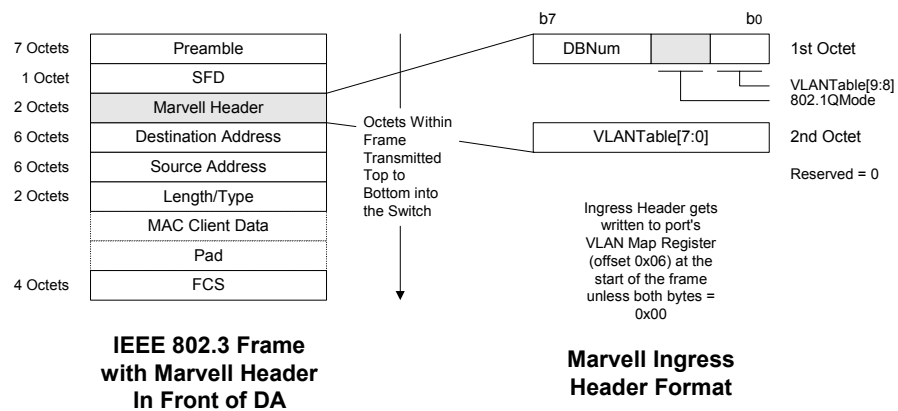 7 Octets
Preamble
1 Octet
SFD
2 Octets
Marvell Header
6 Octets
Destination Address
6 Octets
Source Address
2 Octets
Length/Type
MAC Client Data
Pad
4 Octets
FCS
Octets Within
Frame
Transmitted
Top to
Bottom into
the Switch
IEEE 802.3 Frame
with Marvell Header
In Front of DA
b7
b0
DBNum
1st Octet
VLANTable[9:8]
802.1QMode
VLANTable[7:0]
2nd Octet
Reserved = 0
Ingress Header gets
written to port's
VLAN Map Register
(offset 0x06) at the
start of the frame
unless both bytes =
0x00
Marvell Ingress
Header Format